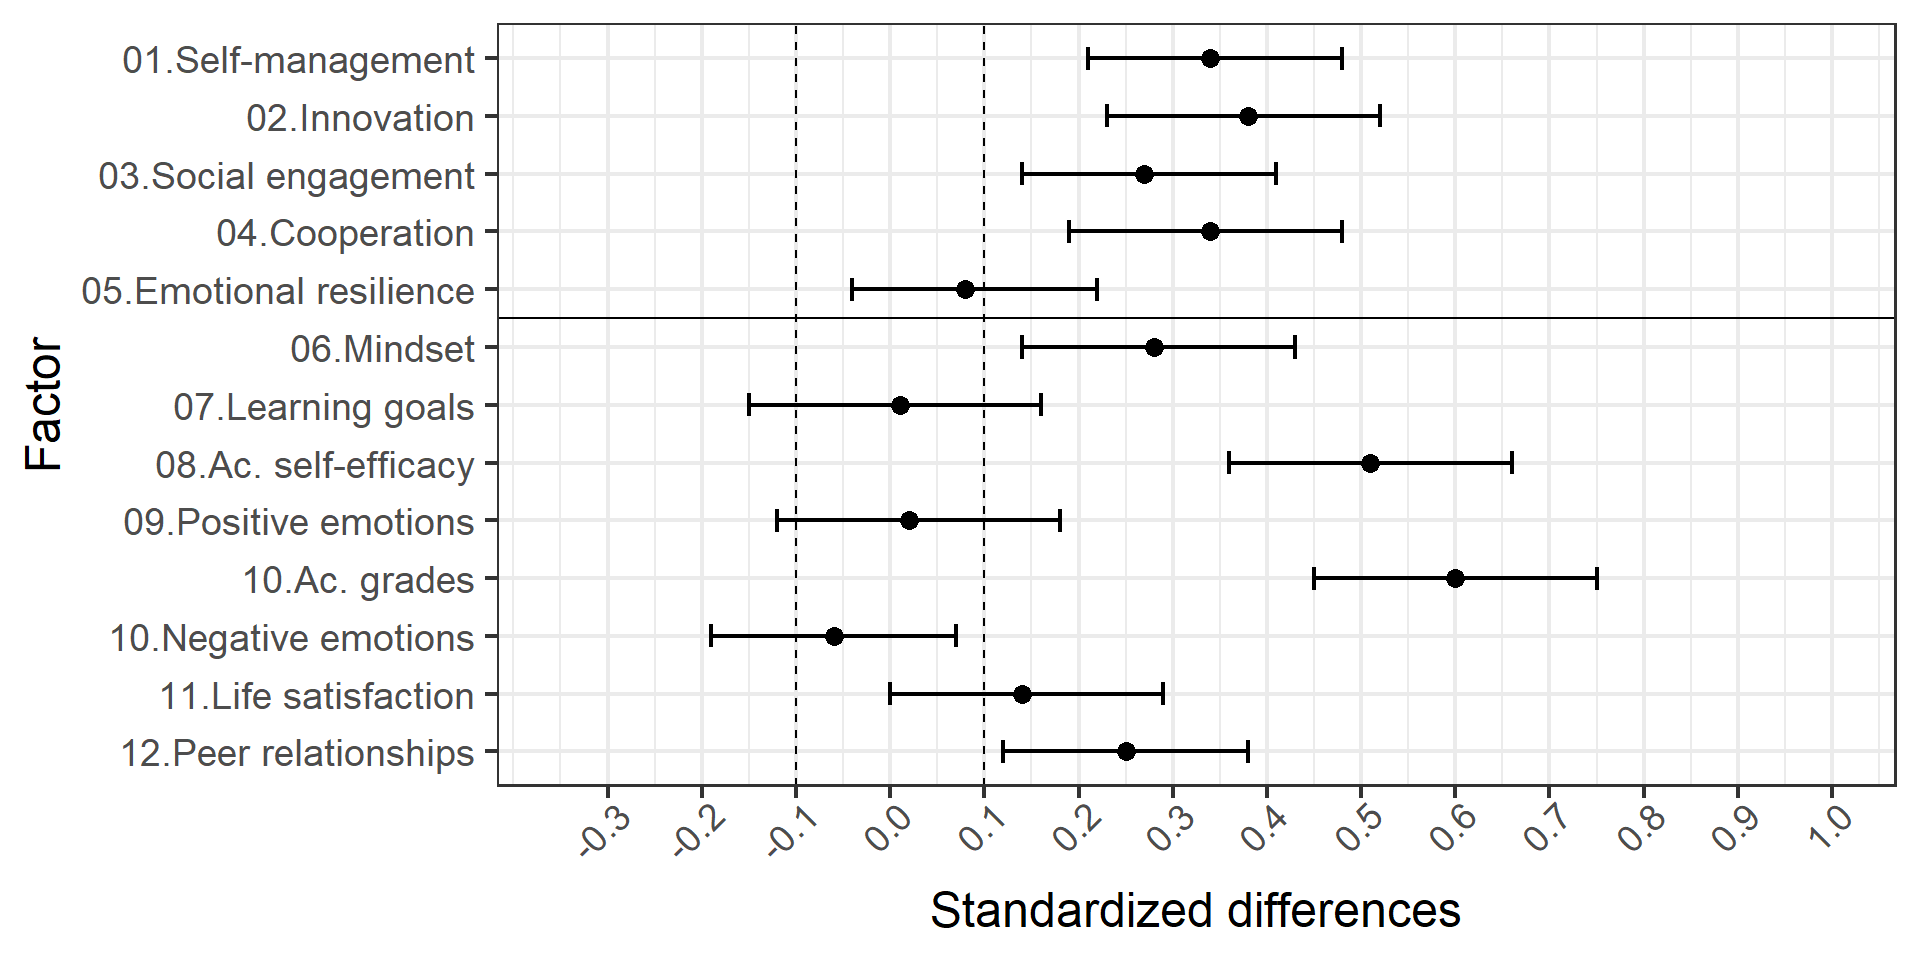 01.Self-management
02.Innovation
03.Social engagement
04.Cooperation
05.Emotional resilience
06.Mindset
07.Learning goals
08.Ac. self-efficacy
09.Positive emotions
10.Ac. grades
10.Negative emotions
11.Life satisfaction
12.Peer relationships
Factor
-0.3 -0.2 -0.1 0.0 0.1 0.2 0.3 0.4 0.5 0.6 0.7 0.8 0.9 1.0
Standardized differences